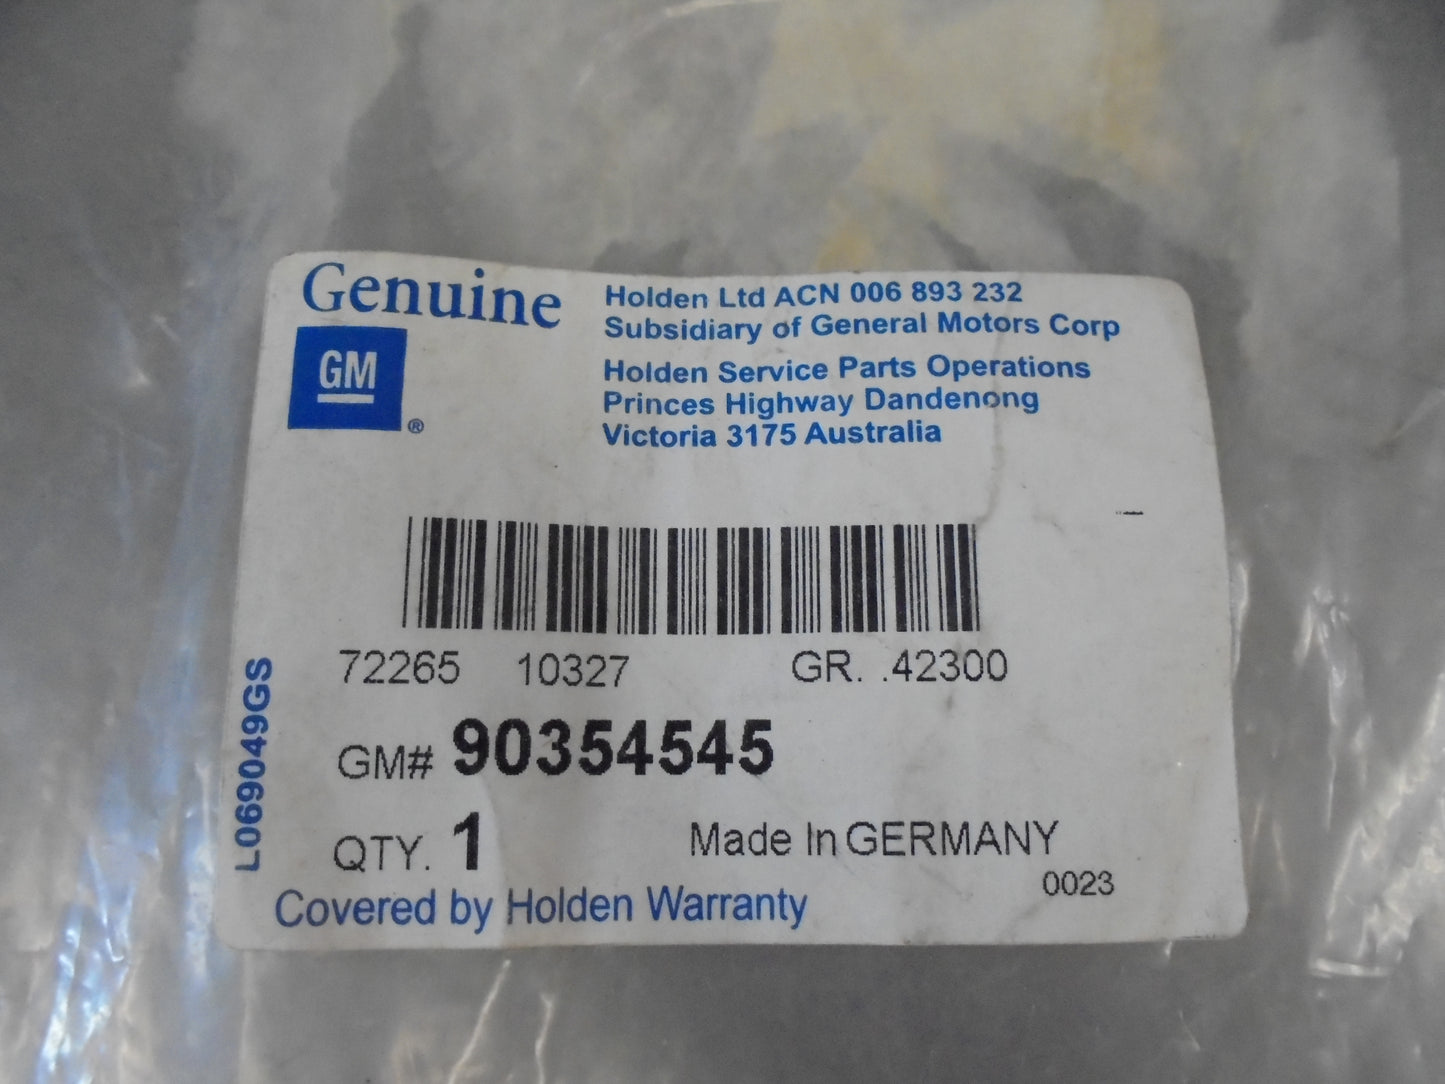 Genuine
GM
®
Holden Ltd ACN 006 893 232
Subsidiary of General Motors Corp
Holden Service Parts Operations
Princes Highway Dandenong
Victoria 3175 Australia
72265 10327 GR. .42300
GM# 90354545
QTY. 1 Made In GERMANY
0023
Covered by Holden Warranty
L069049GS